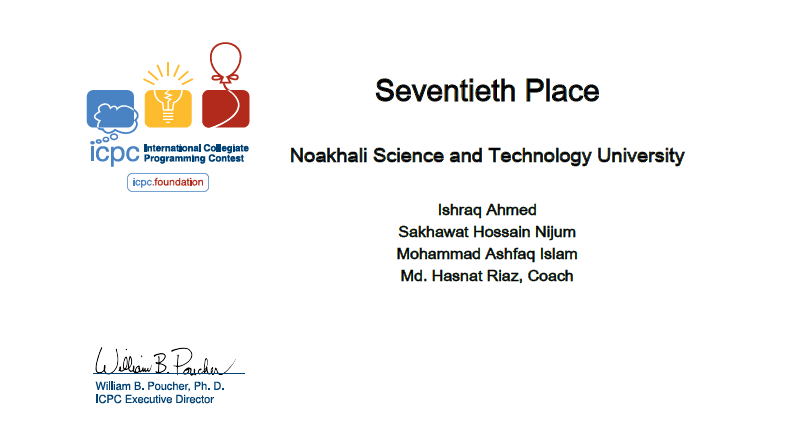 Seventieth Place
icpc International Collegiate
Programming Contest
icpc.foundation
Noakhali Science and Technology University
Ishraq Ahmed
Sakhawat Hossain Nijum
Mohammad Ashfaq Islam
Md. Hasnat Riaz, Coach
William B. Poucher
William B. Poucher, Ph. D.
ICPC Executive Director